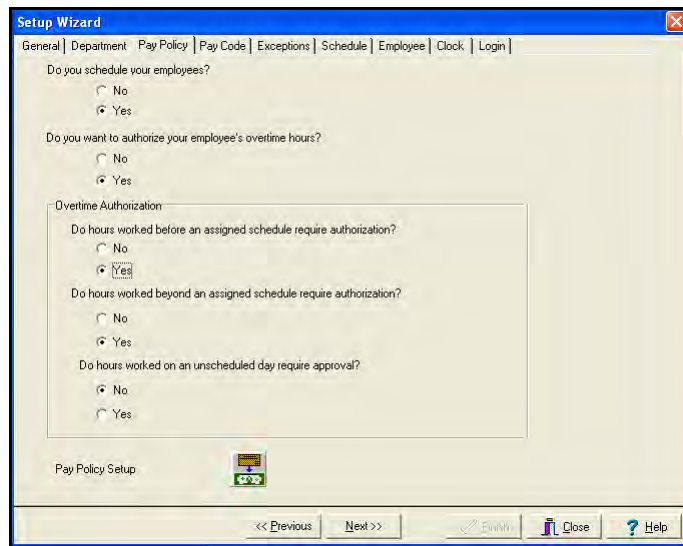 Setup Wizard
General Department Pay Policy Pay Code Exceptions Schedule Employee Clock Login
Do you schedule your employees?
No
Yes
Do you want to authorize your employee's overtime hours?
No
Yes
Overtime Authorization
Do hours worked before an assigned schedule require authorization?
No
Yes
Do hours worked beyond an assigned schedule require authorization?
No
Yes
Do hours worked on an unscheduled day require approval?
No
Yes
Pay Policy Setup
<< Previous Next >> Finish Close ? Help